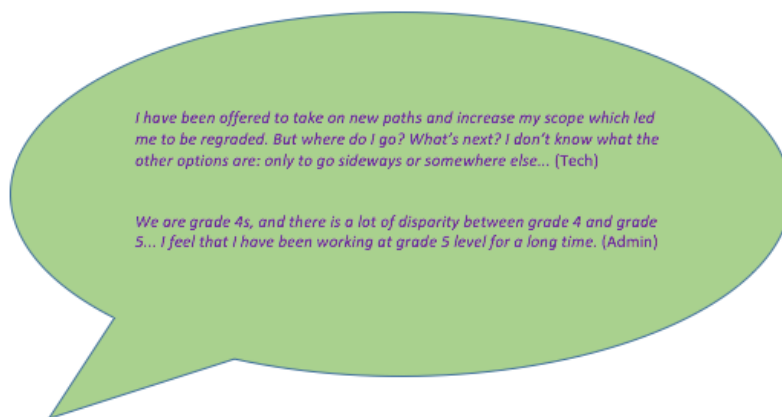 I have been offered to take on new paths and increase my scope which led
me to be regraded. But where do I go? What's next? I don't know what the
other options are: only to go sideways or somewhere else... (Tech)
We are grade 4s, and there is a lot of disparity between grade 4 and grade
5... I feel that I have been working at grade 5 level for a long time. (Admin)